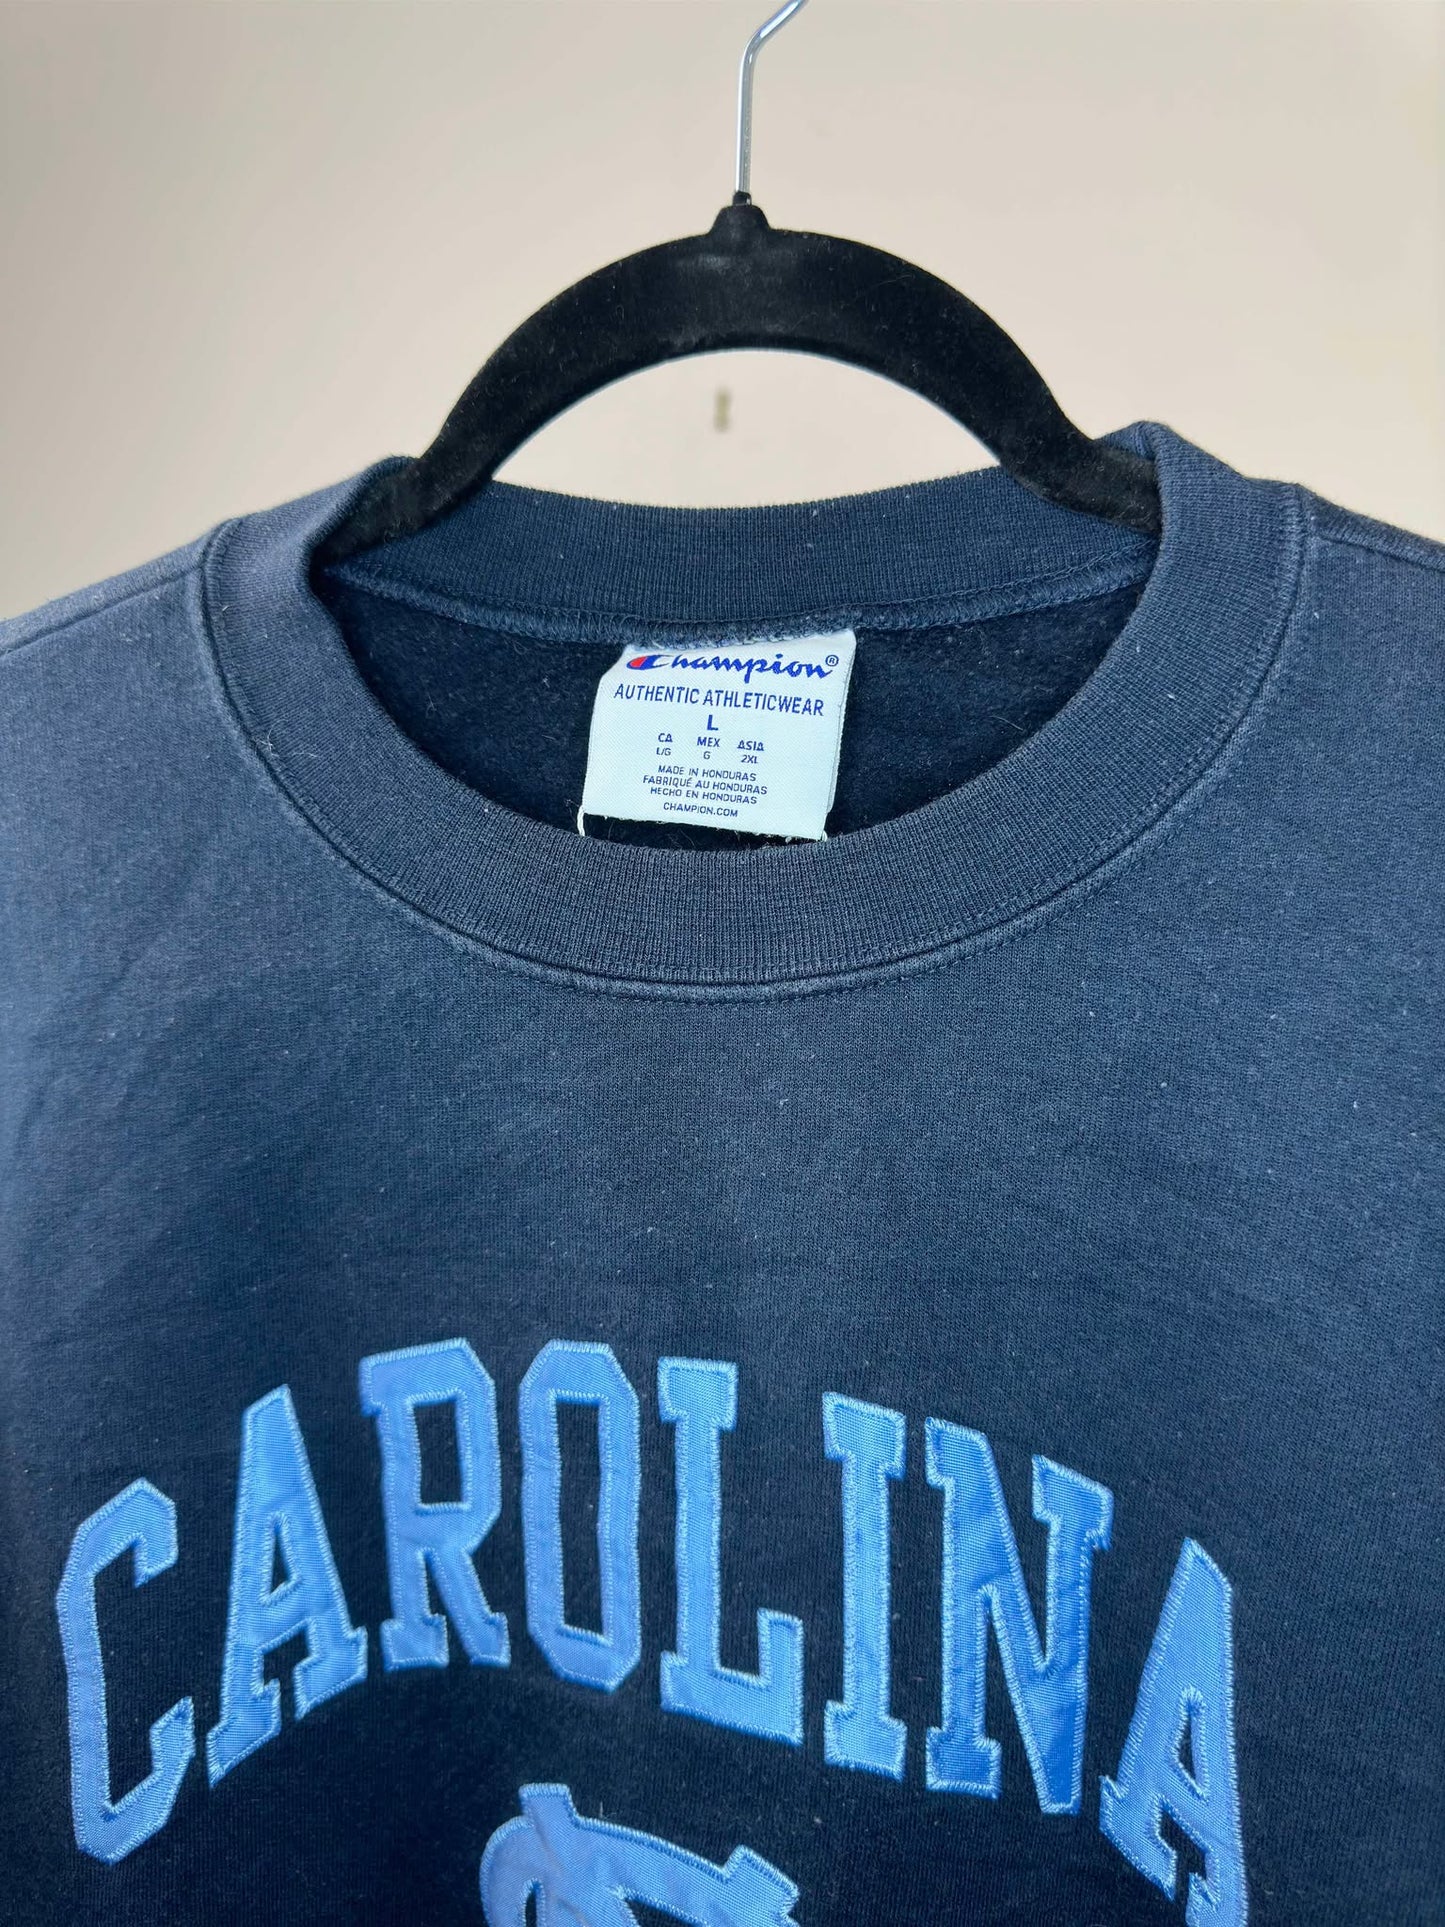 Champion®
AUTHENTIC ATHLETICWEAR
L
CA MEX ASIA
L/G G 2XL
MADE IN HONDURAS
FABRIQUÉ AU HONDURAS
HECHO EN HONDURAS
CHAMPION.COM
CAROLINA
NC